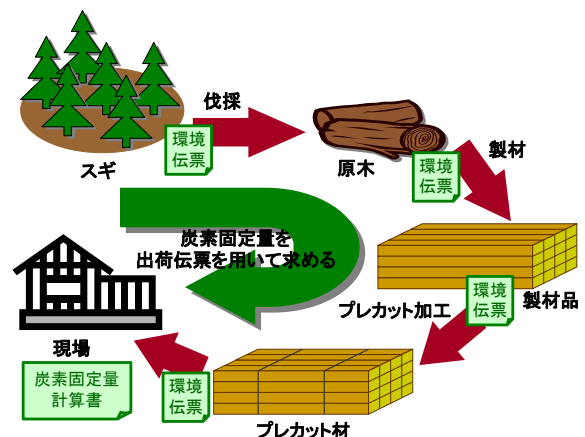 伐採
環境
伝票
スギ
原木
環境
伝票
製材
炭素固定量を
出荷伝票を用いて求める
プレカット加工
環境
伝票
製材品
現場
炭素固定量
計算書
環境
伝票
プレカット材